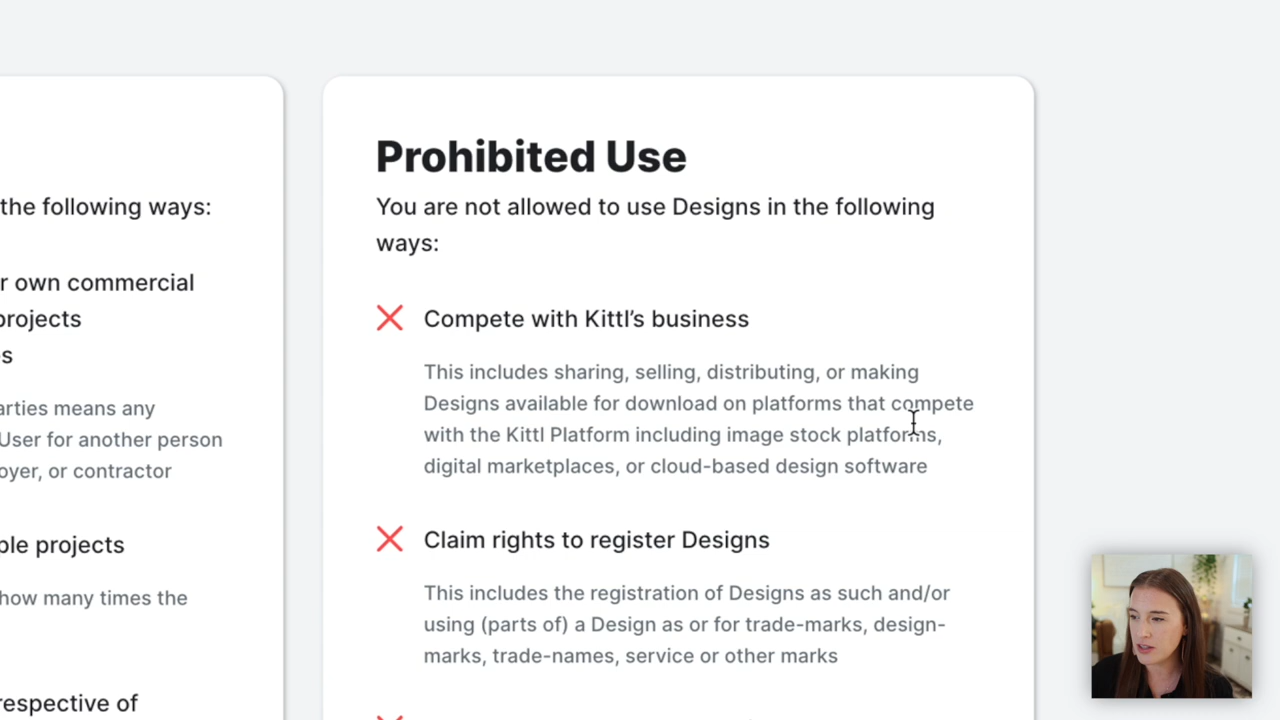 the following ways:
r own commercial
projects
s
arties means any
User for another person
oyer, or contractor
ple projects
how many times the
respective of
Prohibited Use
You are not allowed to use Designs in the following
ways:
Compete with Kittl’s business
This includes sharing, selling, distributing, or making
Designs available for download on platforms that compete
with the Kittl Platform including image stock platforms,
digital marketplaces, or cloud-based design software
Claim rights to register Designs
This includes the registration of Designs as such and/or
using (parts of) a Design as or for trade-marks, design-
marks, trade-names, service or other marks